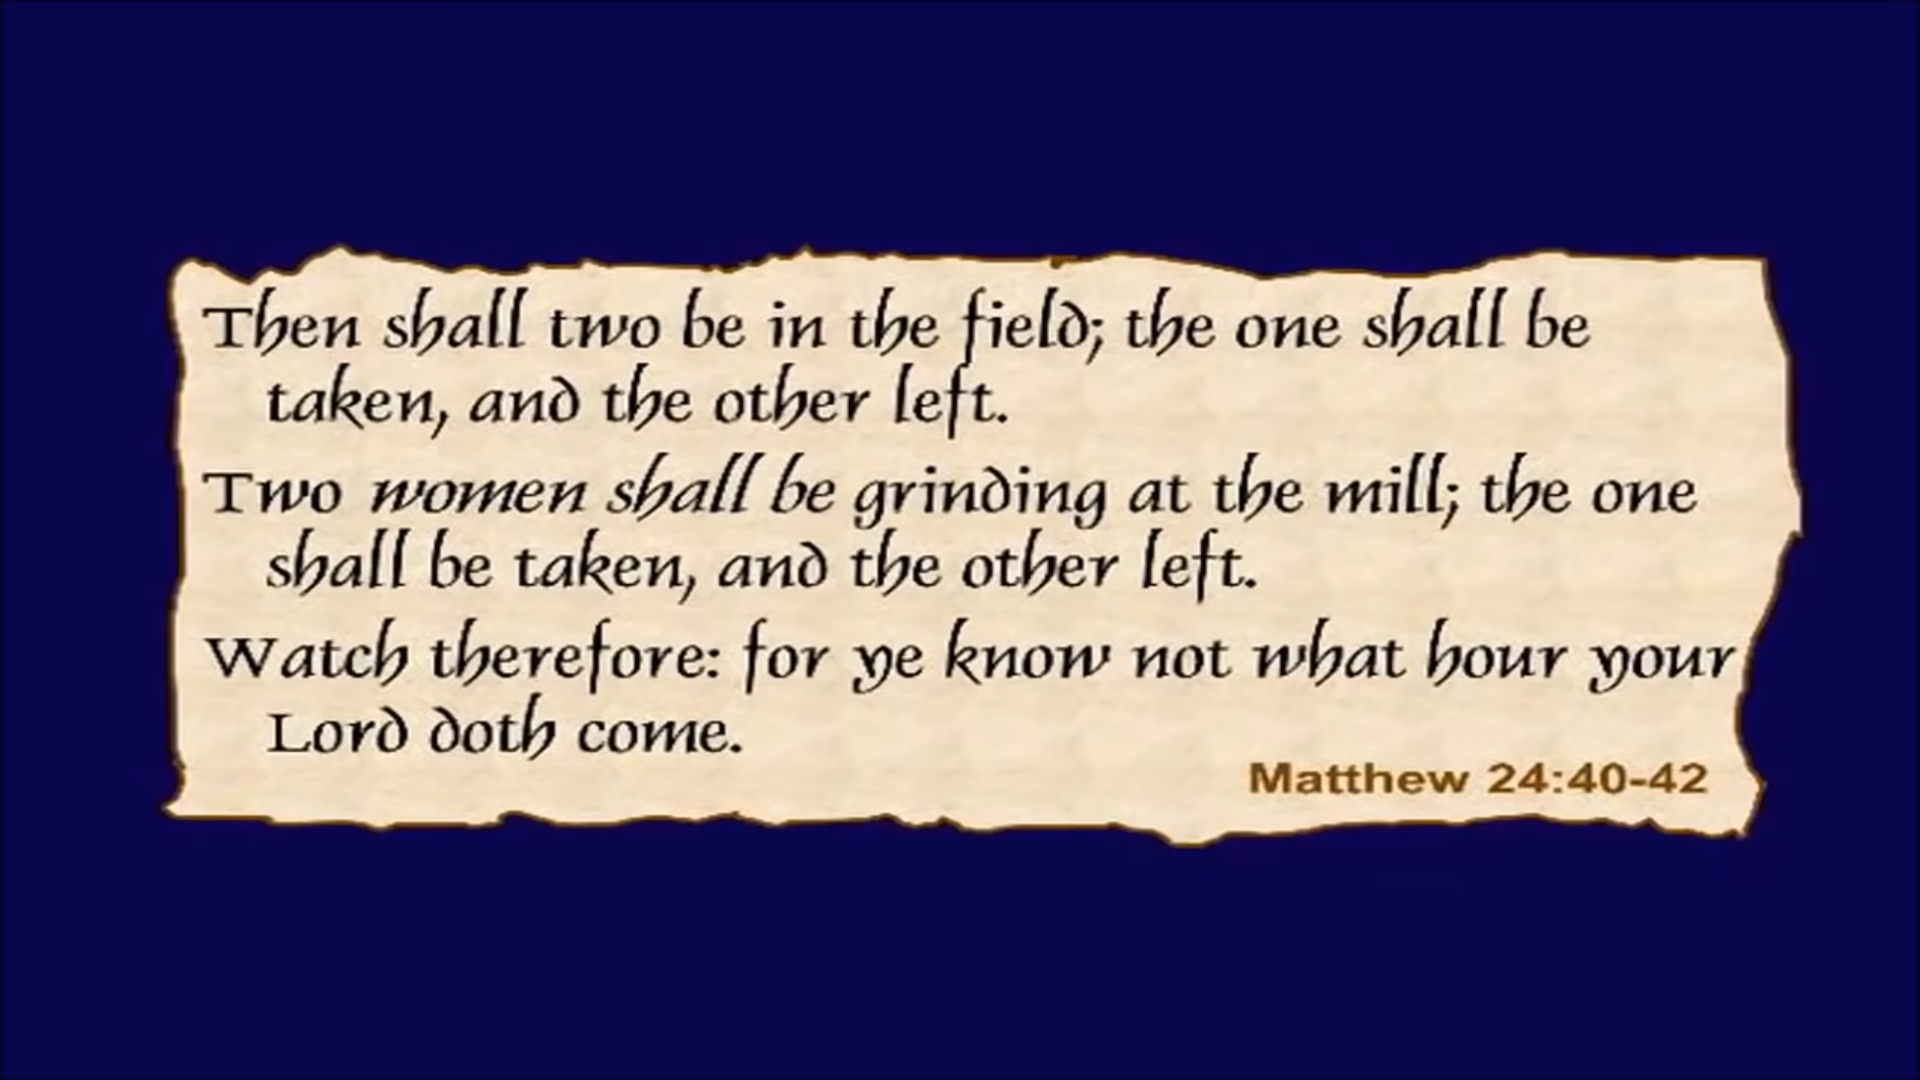 Then shall two be in the field; the one shall be
taken, and the other left.
Two women shall be grinding at the mill; the one
shall be taken, and the other left.
Watch therefore: for ye know not what hour your
Lord doth come.
Matthew 24:40-42